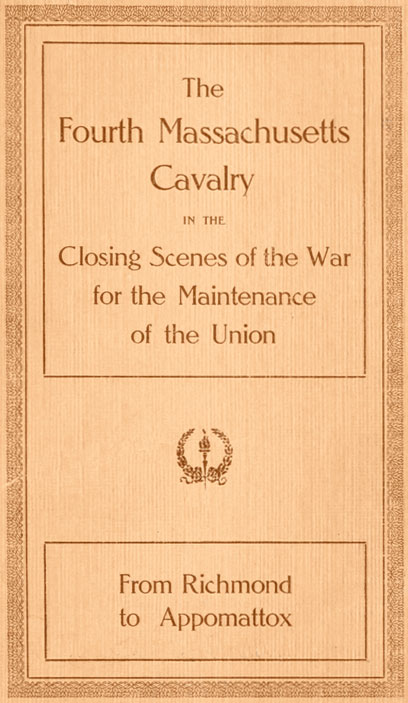 The
Fourth Massachusetts
Cavalry
IN THE
Closing Scenes of the War
for the Maintenance
of the Union
From Richmond
to Appomattox